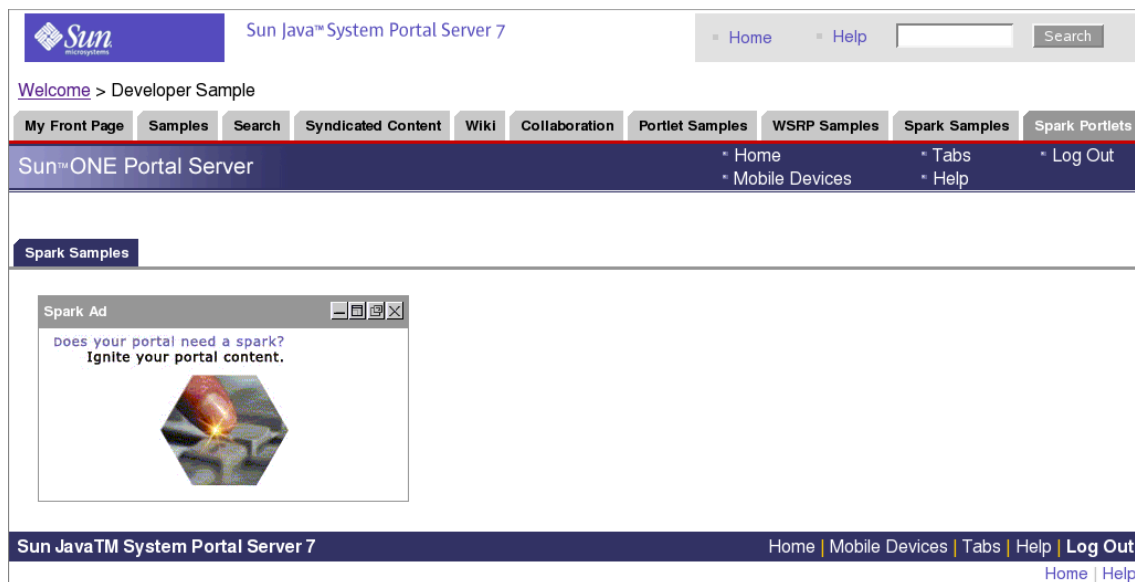 Sun microsystems
Sun Java™ System Portal Server 7
Home Help Search
Welcome > Developer Sample
My Front Page Samples Search Syndicated Content Wiki Collaboration Portlet Samples WSRP Samples Spark Samples Spark Portlets
Sun™ ONE Portal Server
Home Tabs Log Out
Mobile Devices Help
Spark Samples
Spark Ad
Does your portal need a spark?
Ignite your portal content.
Sun JavaTM System Portal Server 7 Home | Mobile Devices | Tabs | Help | Log Out
Home | Help